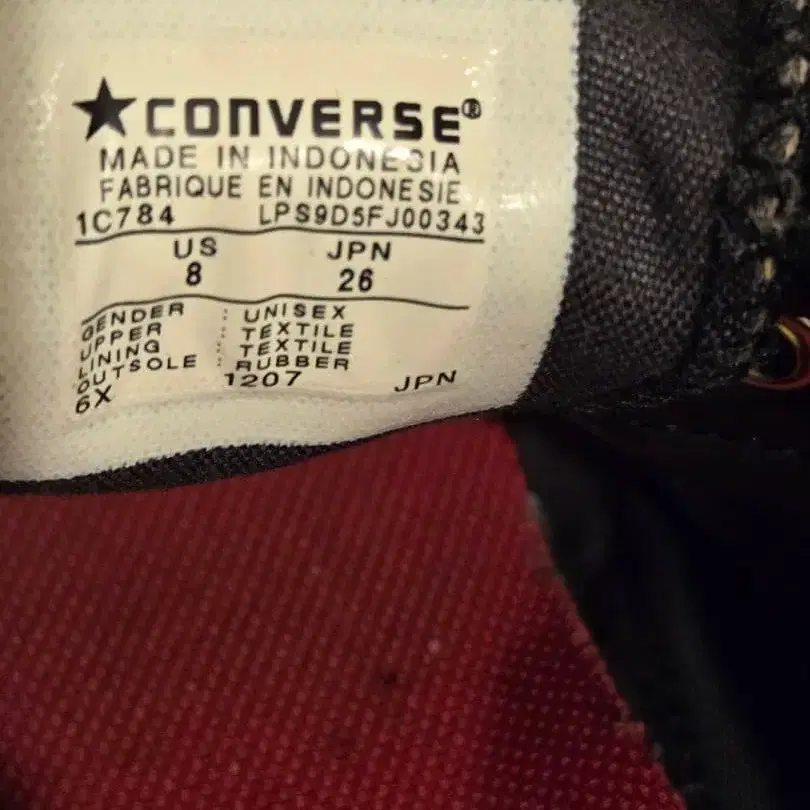 ★CONVERSE®
MADE IN INDONESIA
FABRIQUE EN INDONESIE
1C784 LPS9D5FJ00343
US JPN
8 26
GENDER : UNISEX
UPPER : TEXTILE
LINING : TEXTILE
OUTSOLE : RUBBER
6X 1207 JPN